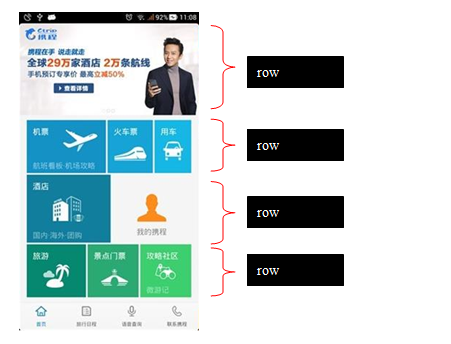 92% 11:08
Ctrip
携程
携程在手 说走就走
全球29万家酒店 2万条航线
手机预订专享价 最高立减50%
查看详情
row
机票
火车票
用车
航班看板·机场攻略
row
酒店
国内·海外·团购
我的携程
row
旅游
景点门票
攻略社区
微游记
row
首页
旅行日程
语音查询
联系携程